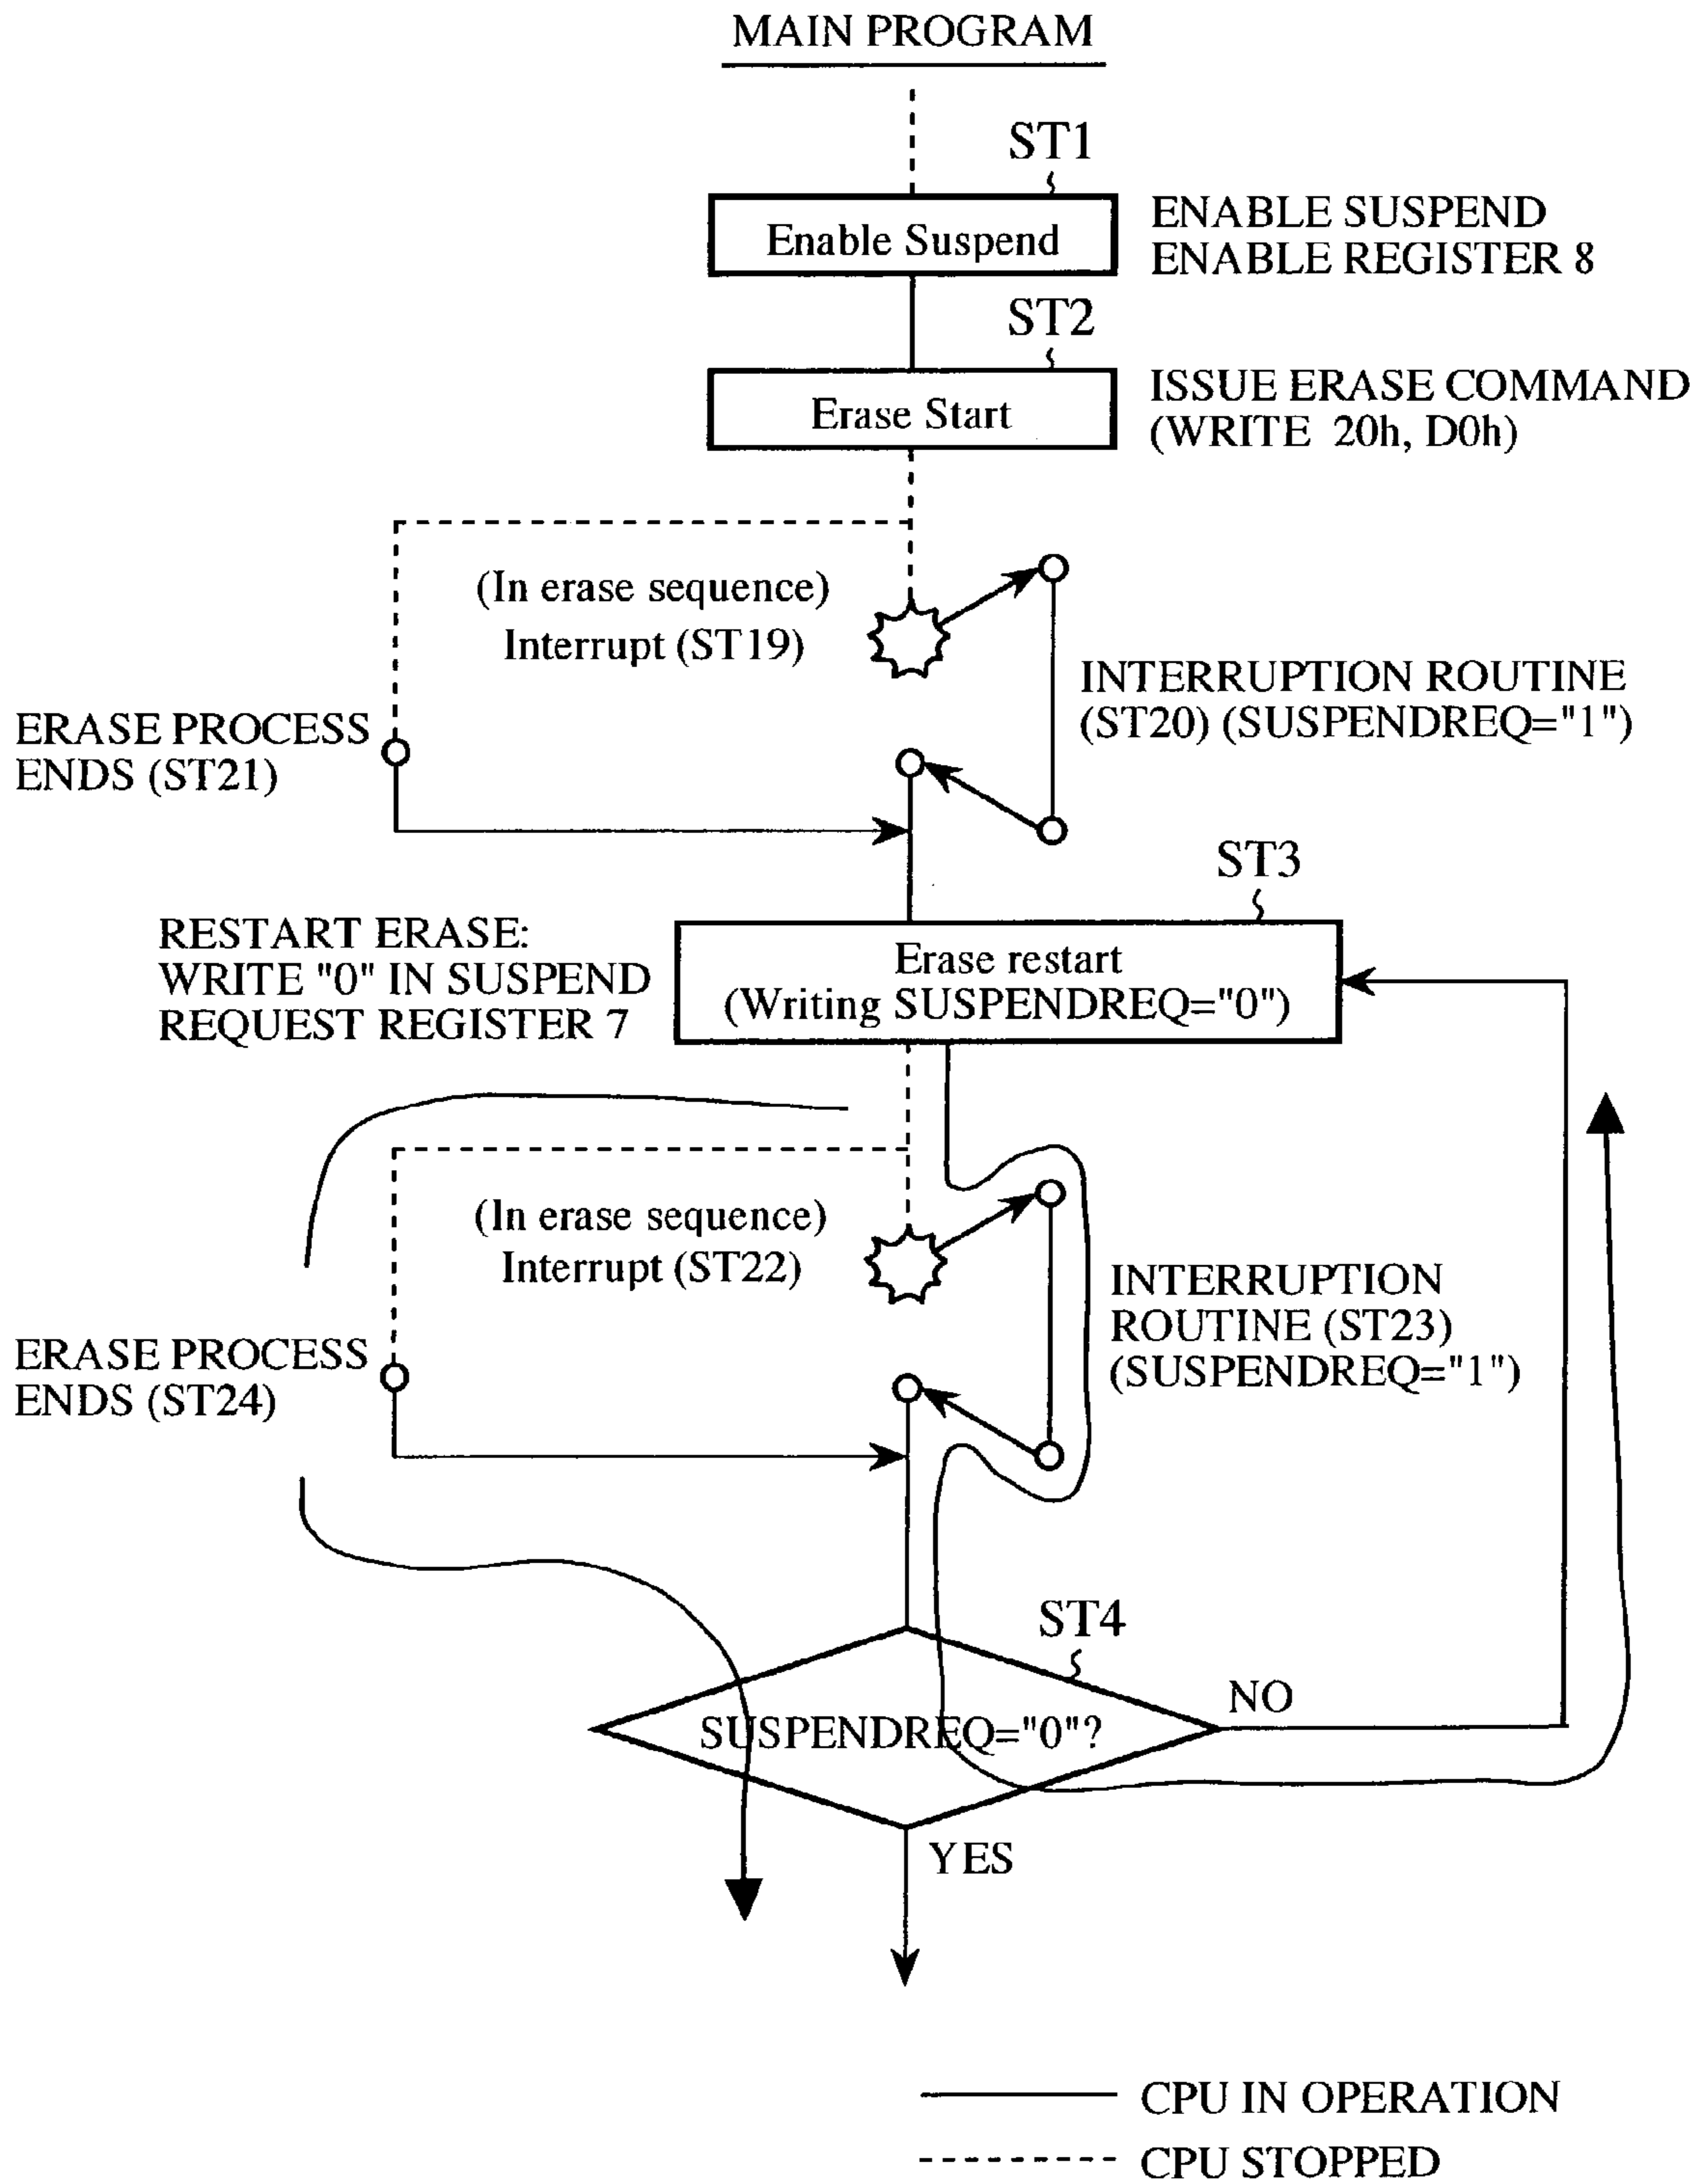 MAIN PROGRAM
ST1
Enable Suspend
ENABLE SUSPEND
ENABLE REGISTER 8
ST2
Erase Start
ISSUE ERASE COMMAND
(WRITE 20h, D0h)
(In erase sequence)
Interrupt (ST19)
INTERRUPTION ROUTINE
(ST20) (SUSPENDREQ="1")
ERASE PROCESS
ENDS (ST21)
ST3
RESTART ERASE:
WRITE "0" IN SUSPEND
REQUEST REGISTER 7
Erase restart
(Writing SUSPENDREQ="0")
(In erase sequence)
Interrupt (ST22)
INTERRUPTION
ROUTINE (ST23)
(SUSPENDREQ="1")
ERASE PROCESS
ENDS (ST24)
ST4
SUSPENDREQ="0"?
NO
YES
CPU IN OPERATION
CPU STOPPED